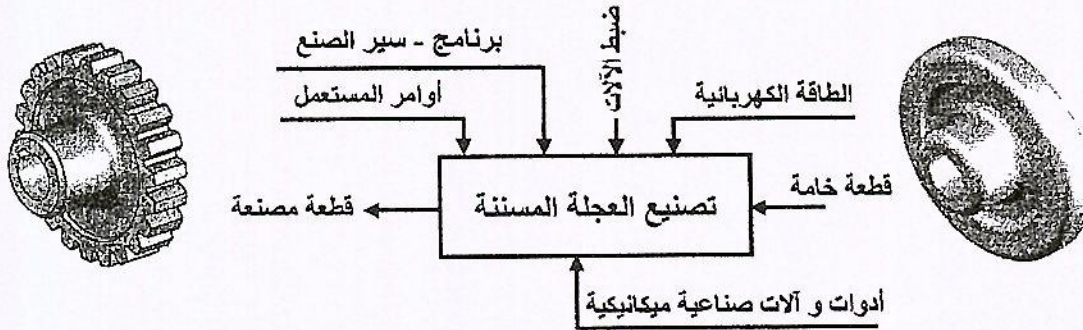 برنامج - سير الصنع
ضبط الآلات
أوامر المستعمل
الطاقة الكهربائية
قطعة خامة
تصنيع العجلة المسننة
قطعة مصنعة
أدوات و آلات صناعية ميكانيكية